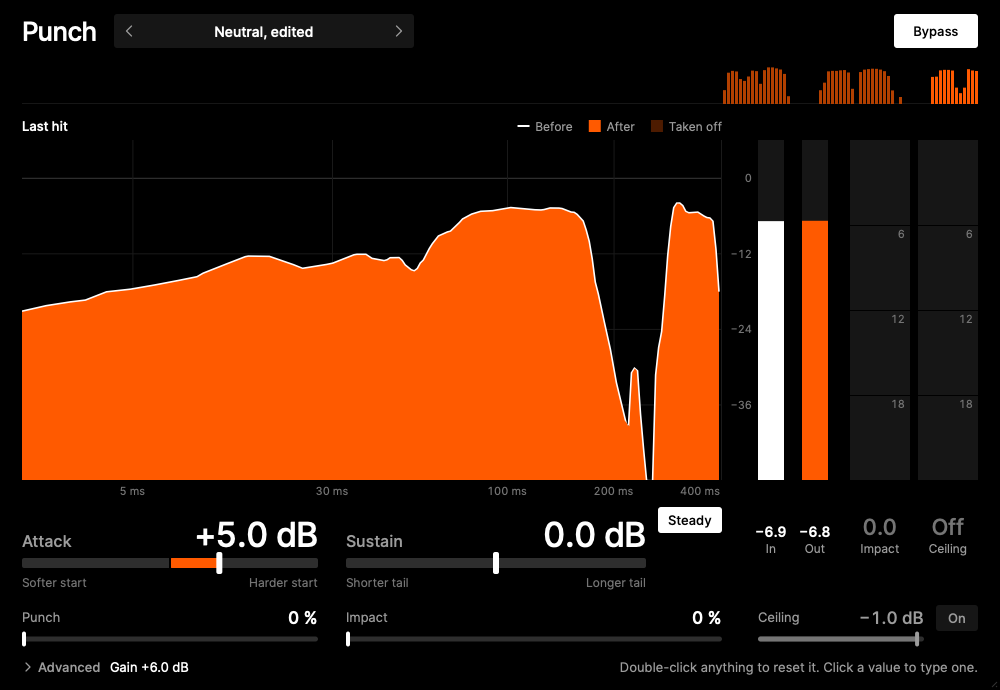 Punch
Neutral, edited
Bypass
Last hit
Before
After
Taken off
0
−12
−24
−36
6
12
18
6
12
18
5 ms
30 ms
100 ms
200 ms
400 ms
Attack
+5.0 dB
Softer start
Harder start
Sustain
0.0 dB
Shorter tail
Longer tail
Steady
−6.9
In
−6.8
Out
0.0
Impact
Off
Ceiling
Punch
0 %
Impact
0 %
Ceiling
−1.0 dB
On
Advanced
Gain +6.0 dB
Double-click anything to reset it. Click a value to type one.